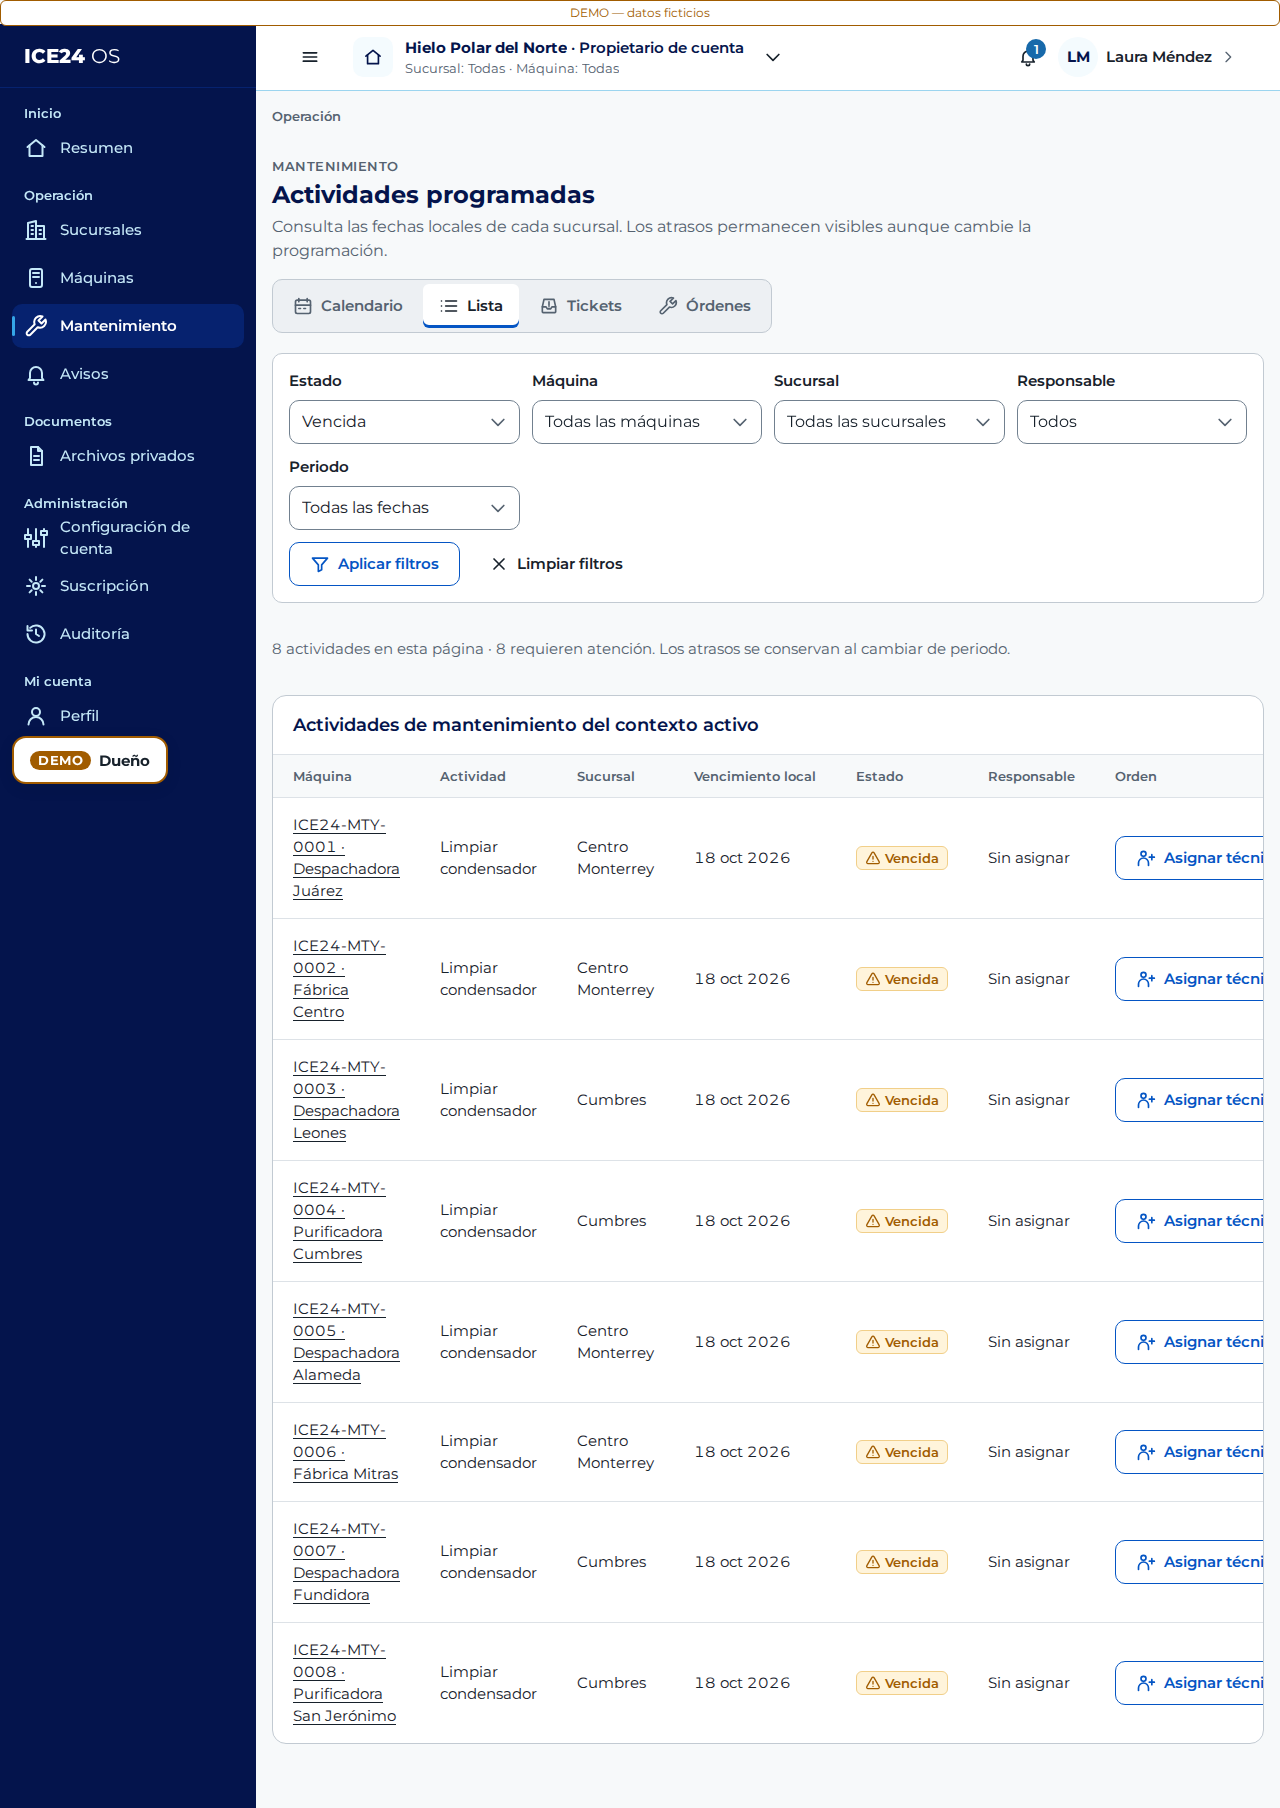 DEMO — datos ficticios
ICE24 OS
Hielo Polar del Norte · Propietario de cuenta
Sucursal: Todas · Máquina: Todas
1
LM Laura Méndez
Inicio
Resumen
Operación
Sucursales
Máquinas
Mantenimiento
Avisos
Documentos
Archivos privados
Administración
Configuración de
cuenta
Suscripción
Auditoría
Mi cuenta
Perfil
DEMO Dueño
Operación
MANTENIMIENTO
Actividades programadas
Consulta las fechas locales de cada sucursal. Los atrasos permanecen visibles aunque cambie la
programación.
Calendario Lista Tickets Órdenes
Estado Máquina Sucursal Responsable
Vencida Todas las máquinas Todas las sucursales Todos
Periodo
Todas las fechas
Aplicar filtros Limpiar filtros
8 actividades en esta página · 8 requieren atención. Los atrasos se conservan al cambiar de periodo.
Actividades de mantenimiento del contexto activo
Máquina Actividad Sucursal Vencimiento local Estado Responsable Orden
ICE24-MTY-
0001 ·
Despachadora
Juárez
Limpiar
condensador
Centro
Monterrey
18 oct 2026
Vencida
Sin asignar
Asignar técni
ICE24-MTY-
0002 ·
Fábrica
Centro
Limpiar
condensador
Centro
Monterrey
18 oct 2026
Vencida
Sin asignar
Asignar técni
ICE24-MTY-
0003 ·
Despachadora
Leones
Limpiar
condensador
Cumbres
18 oct 2026
Vencida
Sin asignar
Asignar técni
ICE24-MTY-
0004 ·
Purificadora
Cumbres
Limpiar
condensador
Cumbres
18 oct 2026
Vencida
Sin asignar
Asignar técni
ICE24-MTY-
0005 ·
Despachadora
Alameda
Limpiar
condensador
Centro
Monterrey
18 oct 2026
Vencida
Sin asignar
Asignar técni
ICE24-MTY-
0006 ·
Fábrica Mitras
Limpiar
condensador
Centro
Monterrey
18 oct 2026
Vencida
Sin asignar
Asignar técni
ICE24-MTY-
0007 ·
Despachadora
Fundidora
Limpiar
condensador
Cumbres
18 oct 2026
Vencida
Sin asignar
Asignar técni
ICE24-MTY-
0008 ·
Purificadora
San Jerónimo
Limpiar
condensador
Cumbres
18 oct 2026
Vencida
Sin asignar
Asignar técni